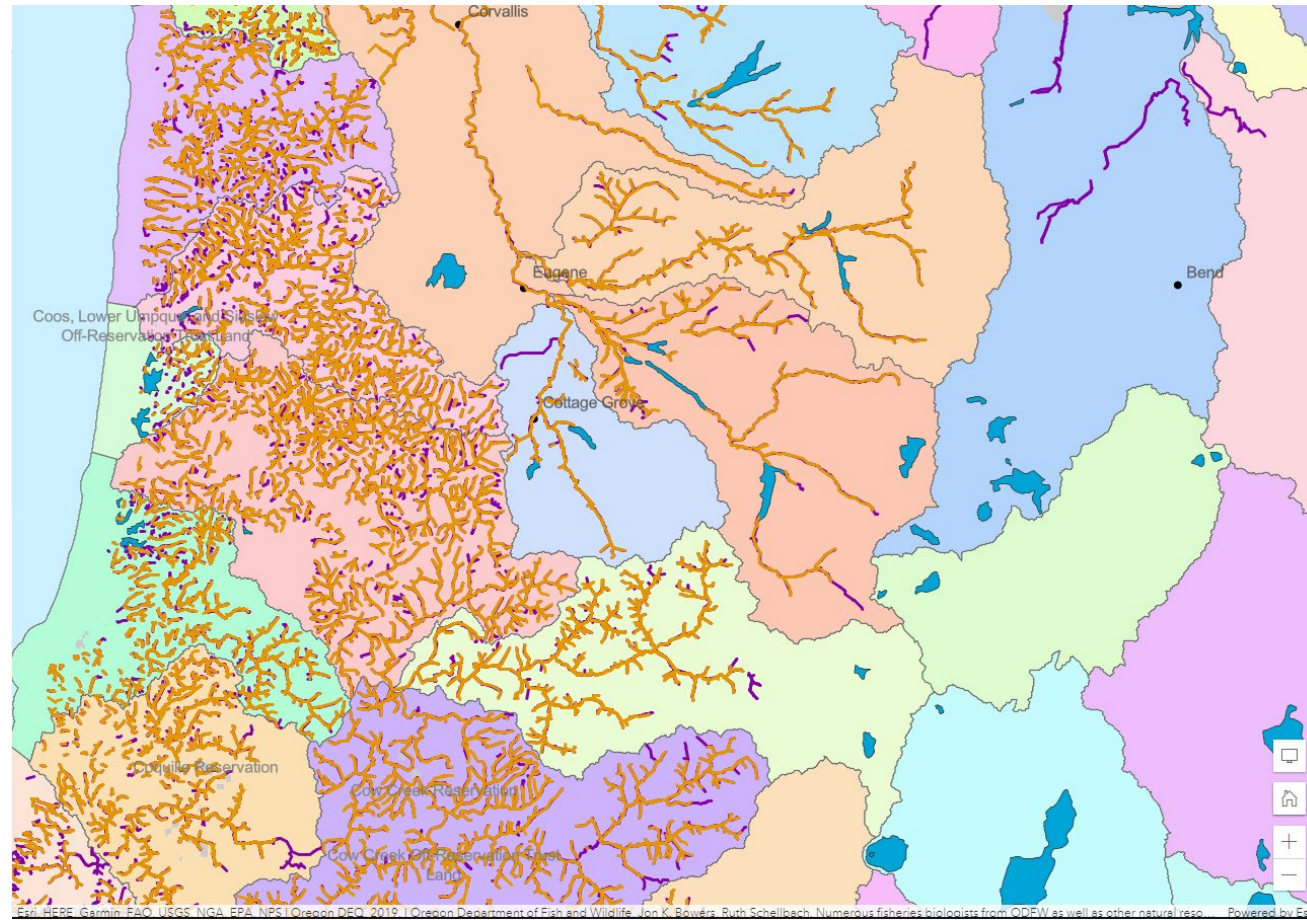 Corvallis
Eugene
Bend
Coos, Lower Umpqua and Siuslaw
Off-Reservation Trust Land
Cottage Grove
Coquille Reservation
Cow Creek Reservation
Cow Creek Off-Reservation Trust
Land
Esri, HERE, Garmin, FAO, USGS, NGA, EPA, NPS | Oregon DEQ, 2019. | Oregon Department of Fish and Wildlife, Jon K. Bowers, Ruth Schellbach, Numerous fisheries biologists from ODFW as well as other natural reso... Powered by E